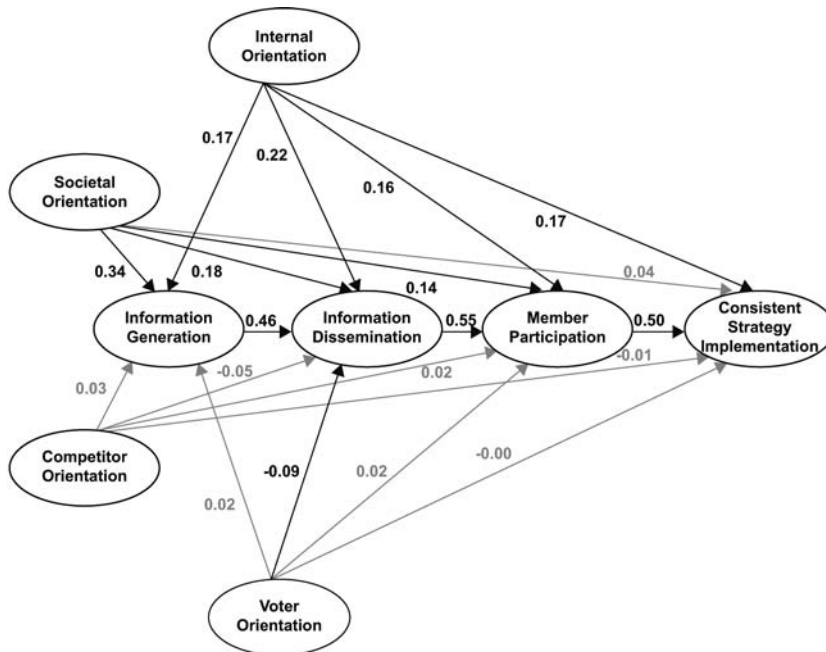 Internal
Orientation
0.17
0.22
0.16
0.17
Societal
Orientation
0.34
0.18
0.14
0.04
Information
Generation
0.46
Information
Dissemination
0.55
Member
Participation
0.50
Consistent
Strategy
Implementation
0.03
-0.05
0.02
-0.01
Competitor
Orientation
0.02
-0.09
0.02
-0.00
Voter
Orientation